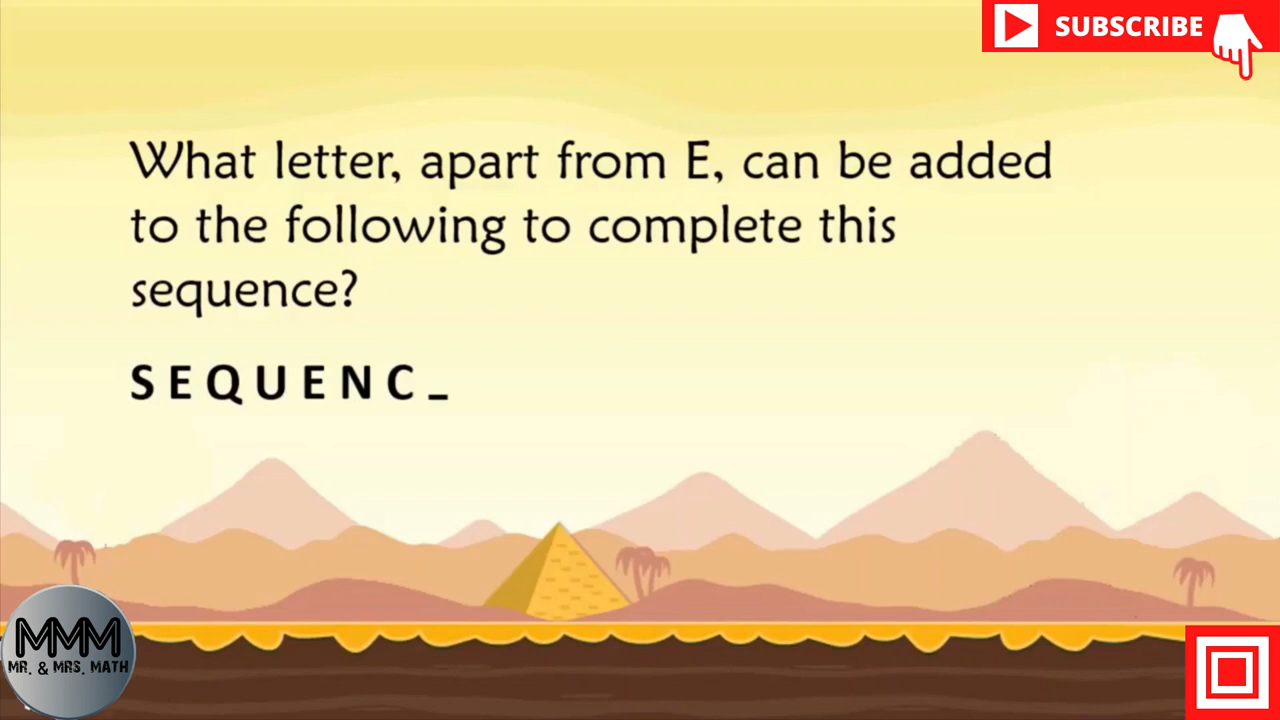 SUBSCRIBE
What letter, apart from E, can be added
to the following to complete this
sequence?
S E Q U E N C _
MMM
MR. & MRS. MATH